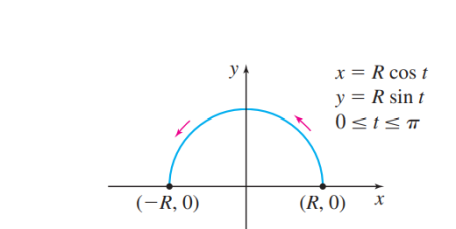 y
x = R cos t
y = R sin t
0 ≤ t ≤ π
(−R, 0)
(R, 0)
x